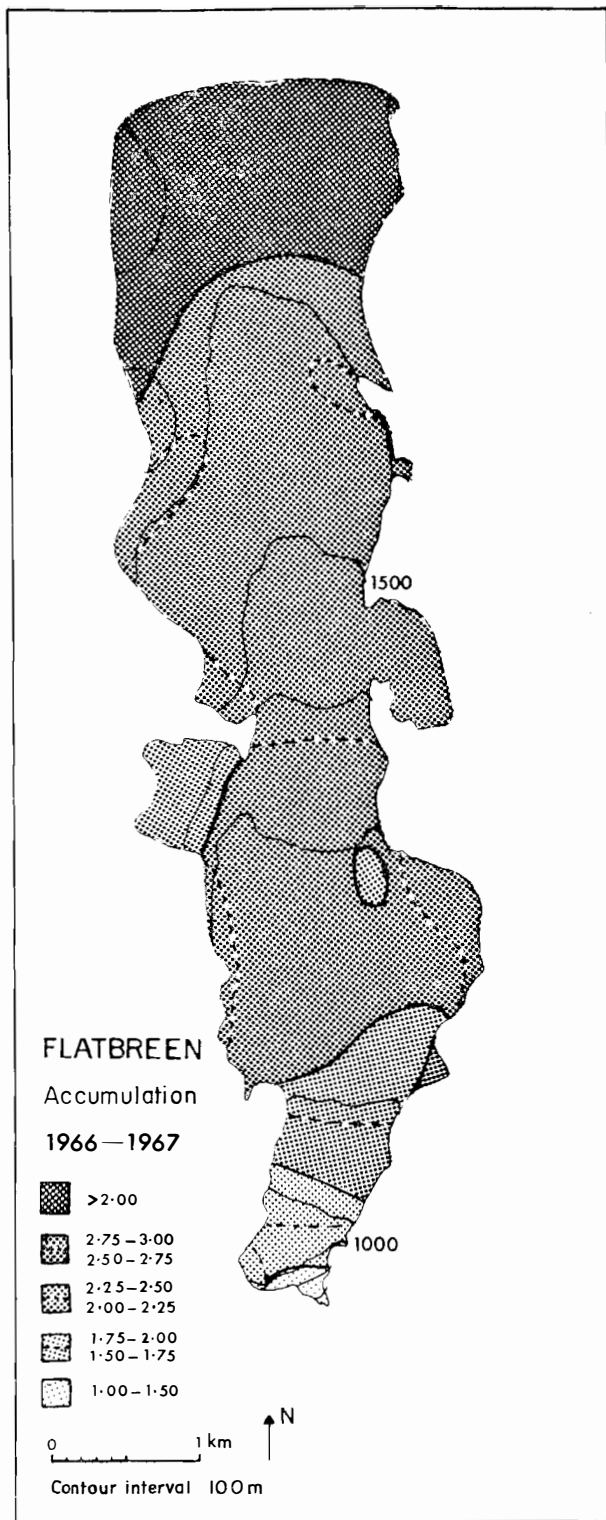 1500
FLATBREEN
Accumulation
1966—1967
1000
>2·00
2·75–3·00
2·50–2·75
2·25–2·50
2·00–2·25
1·75–2·00
1·50–1·75
1·00–1·50
N
0 1 km
Contour interval 100m